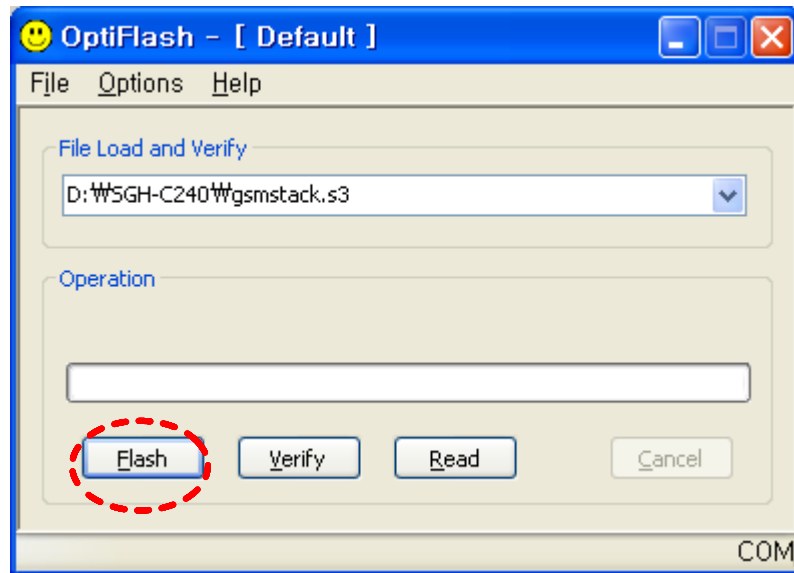 OptiFlash - [ Default ]
File Options Help
File Load and Verify
D:₩SGH-C240₩gsmstack.s3
Operation
Flash Verify Read Cancel
COM